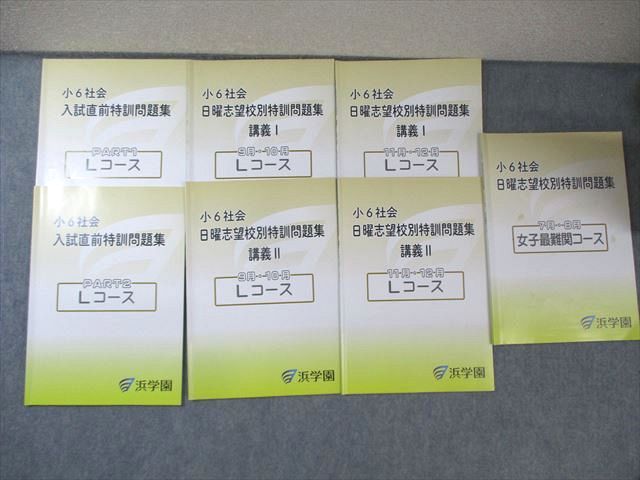 小6社会
入試直前特訓問題集
PART1
Lコース
小6社会
日曜志望校別特訓問題集
講義Ⅰ
9月・10月
Lコース
小6社会
日曜志望校別特訓問題集
講義Ⅰ
11月・12月
Lコース
小6社会
入試直前特訓問題集
PART2
Lコース
浜学園
小6社会
日曜志望校別特訓問題集
講義Ⅱ
9月・10月
Lコース
浜学園
小6社会
日曜志望校別特訓問題集
講義Ⅱ
11月・12月
Lコース
浜学園
小6社会
日曜志望校別特訓問題集
7月・8月
女子最難関コース
浜学園